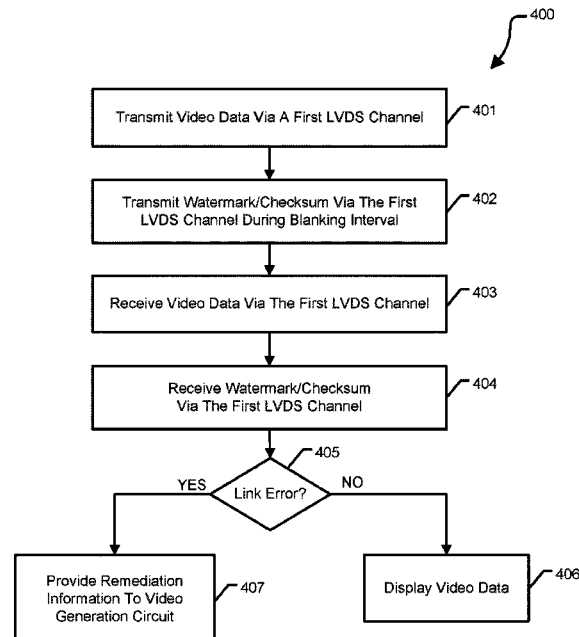 400
Transmit Video Data Via A First LVDS Channel
401
Transmit Watermark/Checksum Via The First
LVDS Channel During Blanking Interval
402
Receive Video Data Via The First LVDS Channel
403
Receive Watermark/Checksum
Via The First LVDS Channel
404
405
YES
Link Error?
NO
Provide Remediation
Information To Video
Generation Circuit
407
Display Video Data
406